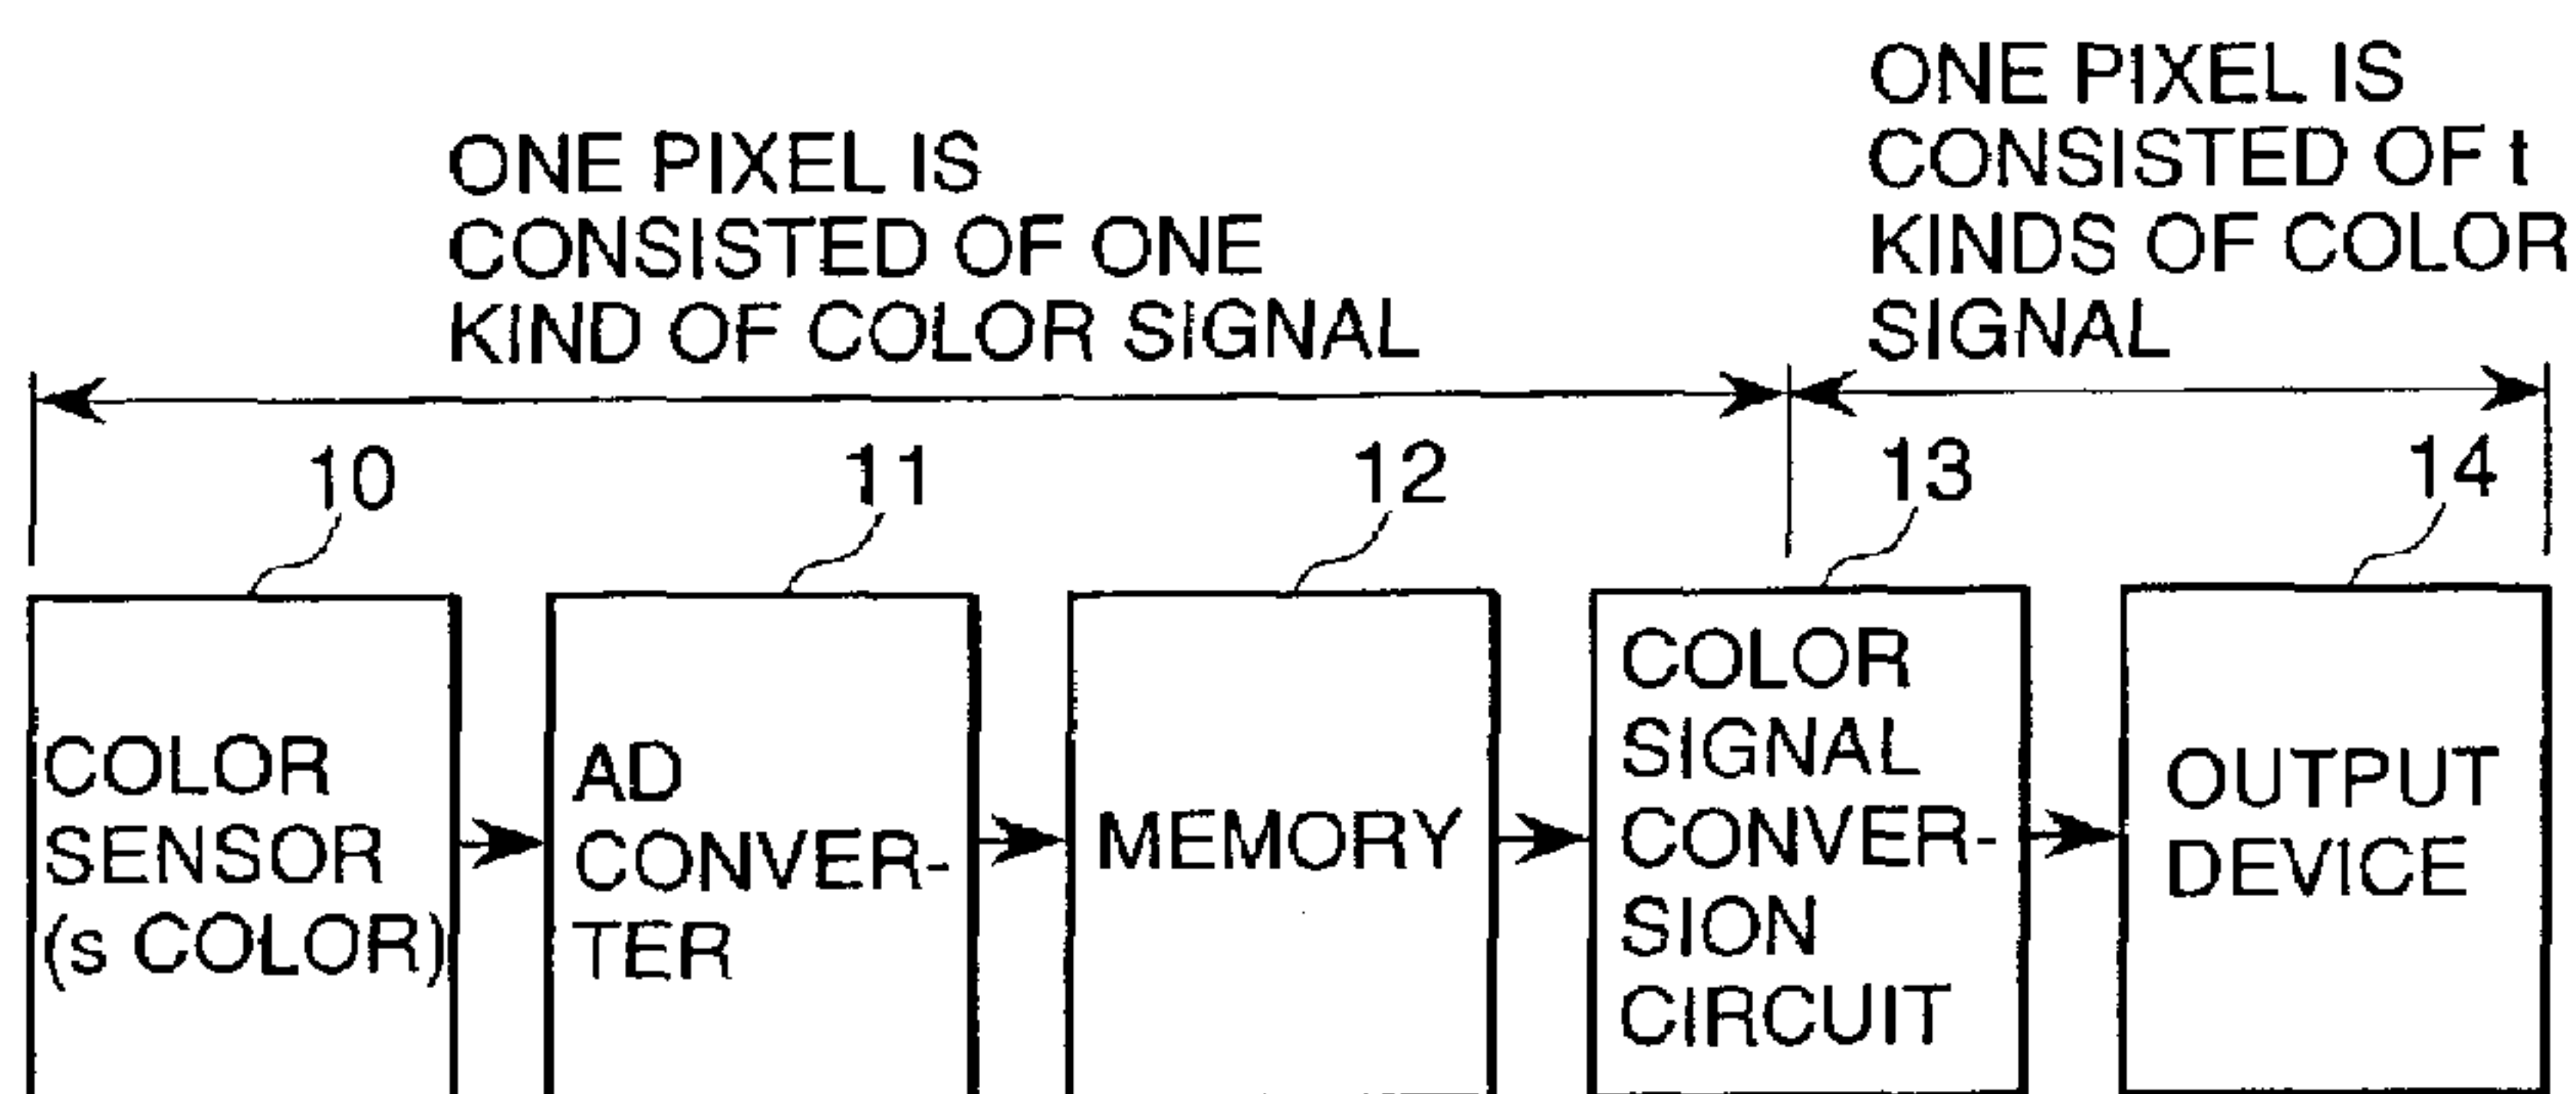 ONE PIXEL IS
CONSISTED OF ONE
KIND OF COLOR SIGNAL
ONE PIXEL IS
CONSISTED OF t
KINDS OF COLOR
SIGNAL
10
11
12
13
14
COLOR
SENSOR
(s COLOR)
AD
CONVER-
TER
MEMORY
COLOR
SIGNAL
CONVER-
SION
CIRCUIT
OUTPUT
DEVICE